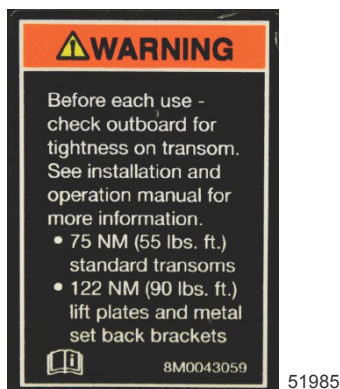 WARNING
Before each use -
check outboard for
tightness on transom.
See installation and
operation manual for
more information.
• 75 NM (55 lbs. ft.)
standard transoms
• 122 NM (90 lbs. ft.)
lift plates and metal
set back brackets
8M0043059
51985